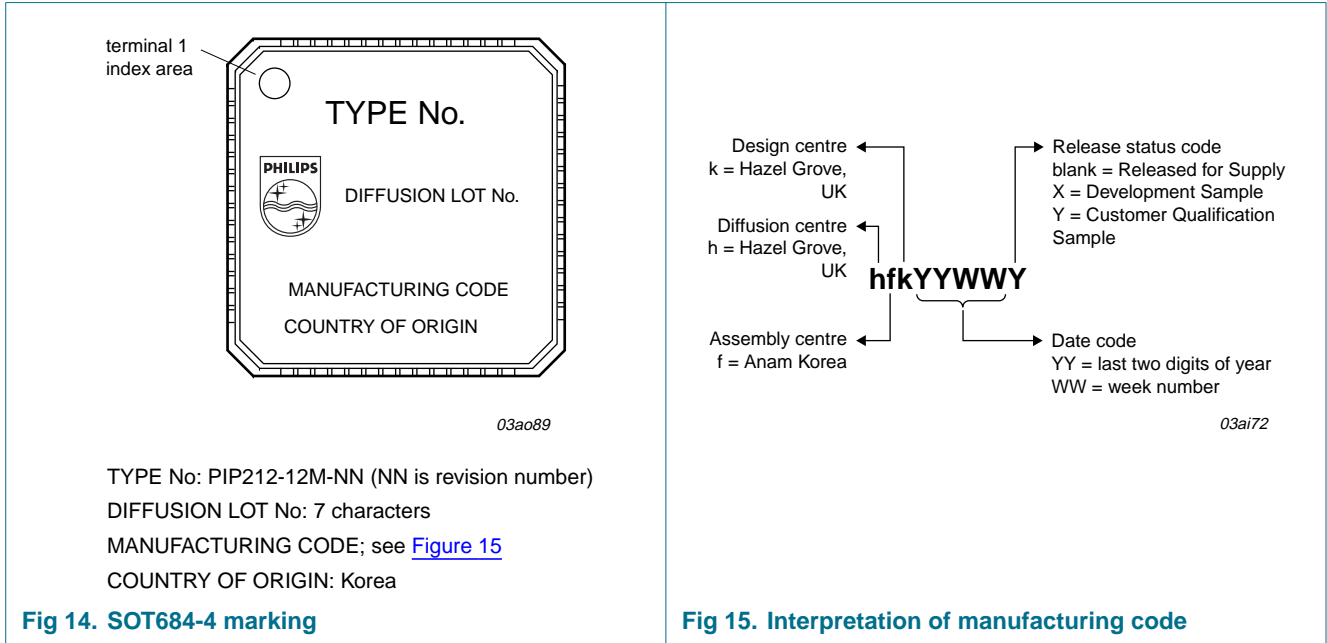 terminal 1
index area
TYPE No.
PHILIPS
DIFFUSION LOT No.
MANUFACTURING CODE
COUNTRY OF ORIGIN
03ao89
TYPE No: PIP212-12M-NN (NN is revision number)
DIFFUSION LOT No: 7 characters
MANUFACTURING CODE; see Figure 15
COUNTRY OF ORIGIN: Korea
Fig 14. SOT684-4 marking
Design centre
k = Hazel Grove,
UK
Diffusion centre
h = Hazel Grove,
UK
hfkYYWWY
Assembly centre
f = Anam Korea
Release status code
blank = Released for Supply
X = Development Sample
Y = Customer Qualification
Sample
Date code
YY = last two digits of year
WW = week number
03ai72
Fig 15. Interpretation of manufacturing code